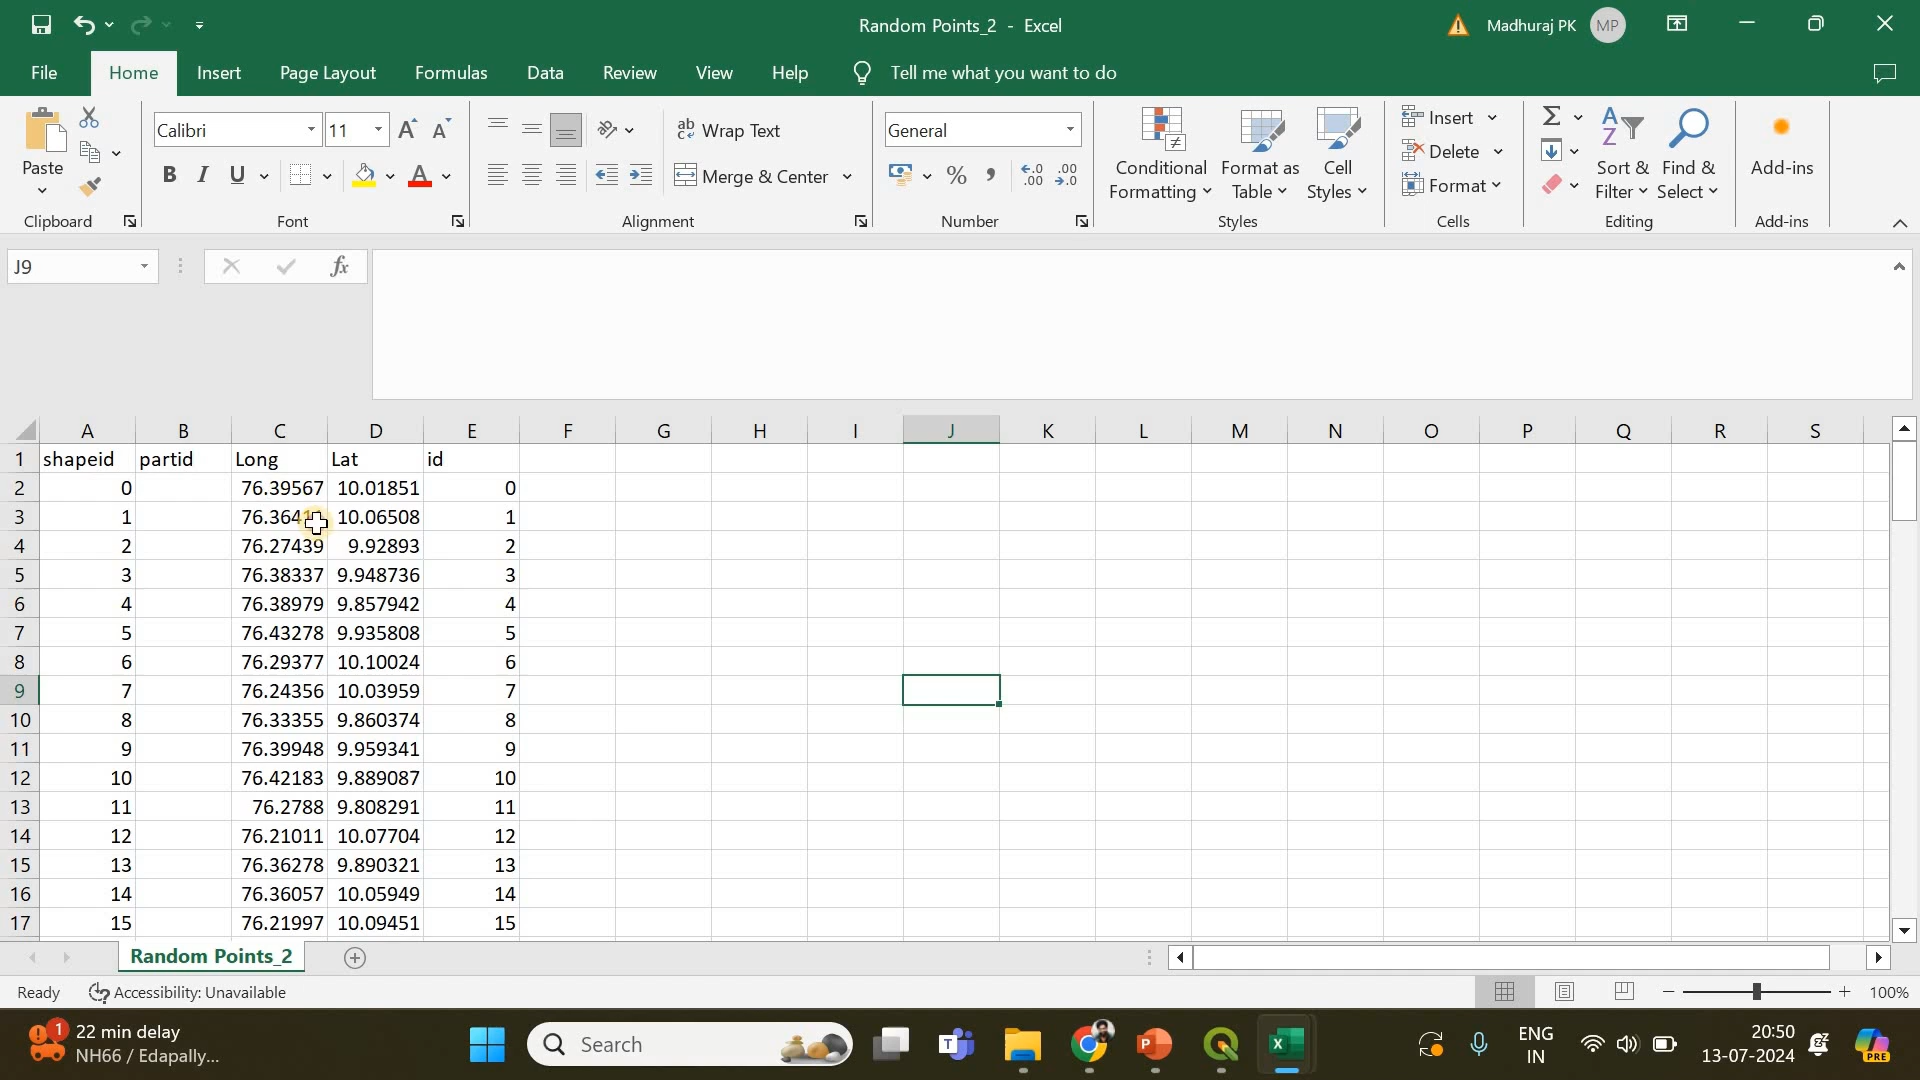 Random Points_2 - Excel
Madhuraj PK
MP
File Home Insert Page Layout Formulas Data Review View Help Tell me what you want to do
Paste
Clipboard
Calibri 11
B I U
Font
ab Wrap Text
Merge & Center
Alignment
General
% ,
Number
Conditional Formatting
Format as Table
Cell Styles
Styles
Insert
Delete
Format
Cells
Sort & Filter
Find & Select
Editing
Add-ins
Add-ins
J9
fx
A B C D E F G H I J K L M N O P Q R S
1 shapeid partid Long Lat id
2 0 76.39567 10.01851 0
3 1 10.06508 1
4 2 76.27439 9.92893 2
5 3 76.38337 9.948736 3
6 4 76.38979 9.857942 4
7 5 76.43278 9.935808 5
8 6 76.29377 10.10024 6
9 7 76.24356 10.03959 7
10 8 76.33355 9.860374 8
11 9 76.39948 9.959341 9
12 10 76.42183 9.889087 10
13 11 76.2788 9.808291 11
14 12 76.21011 10.07704 12
15 13 76.36278 9.890321 13
16 14 76.36057 10.05949 14
17 15 76.21997 10.09451 15
Random Points_2
Ready Accessibility: Unavailable 100%
1
22 min delay
NH66 / Edapally...
Search
ENG
IN
20:50
13-07-2024
PRE